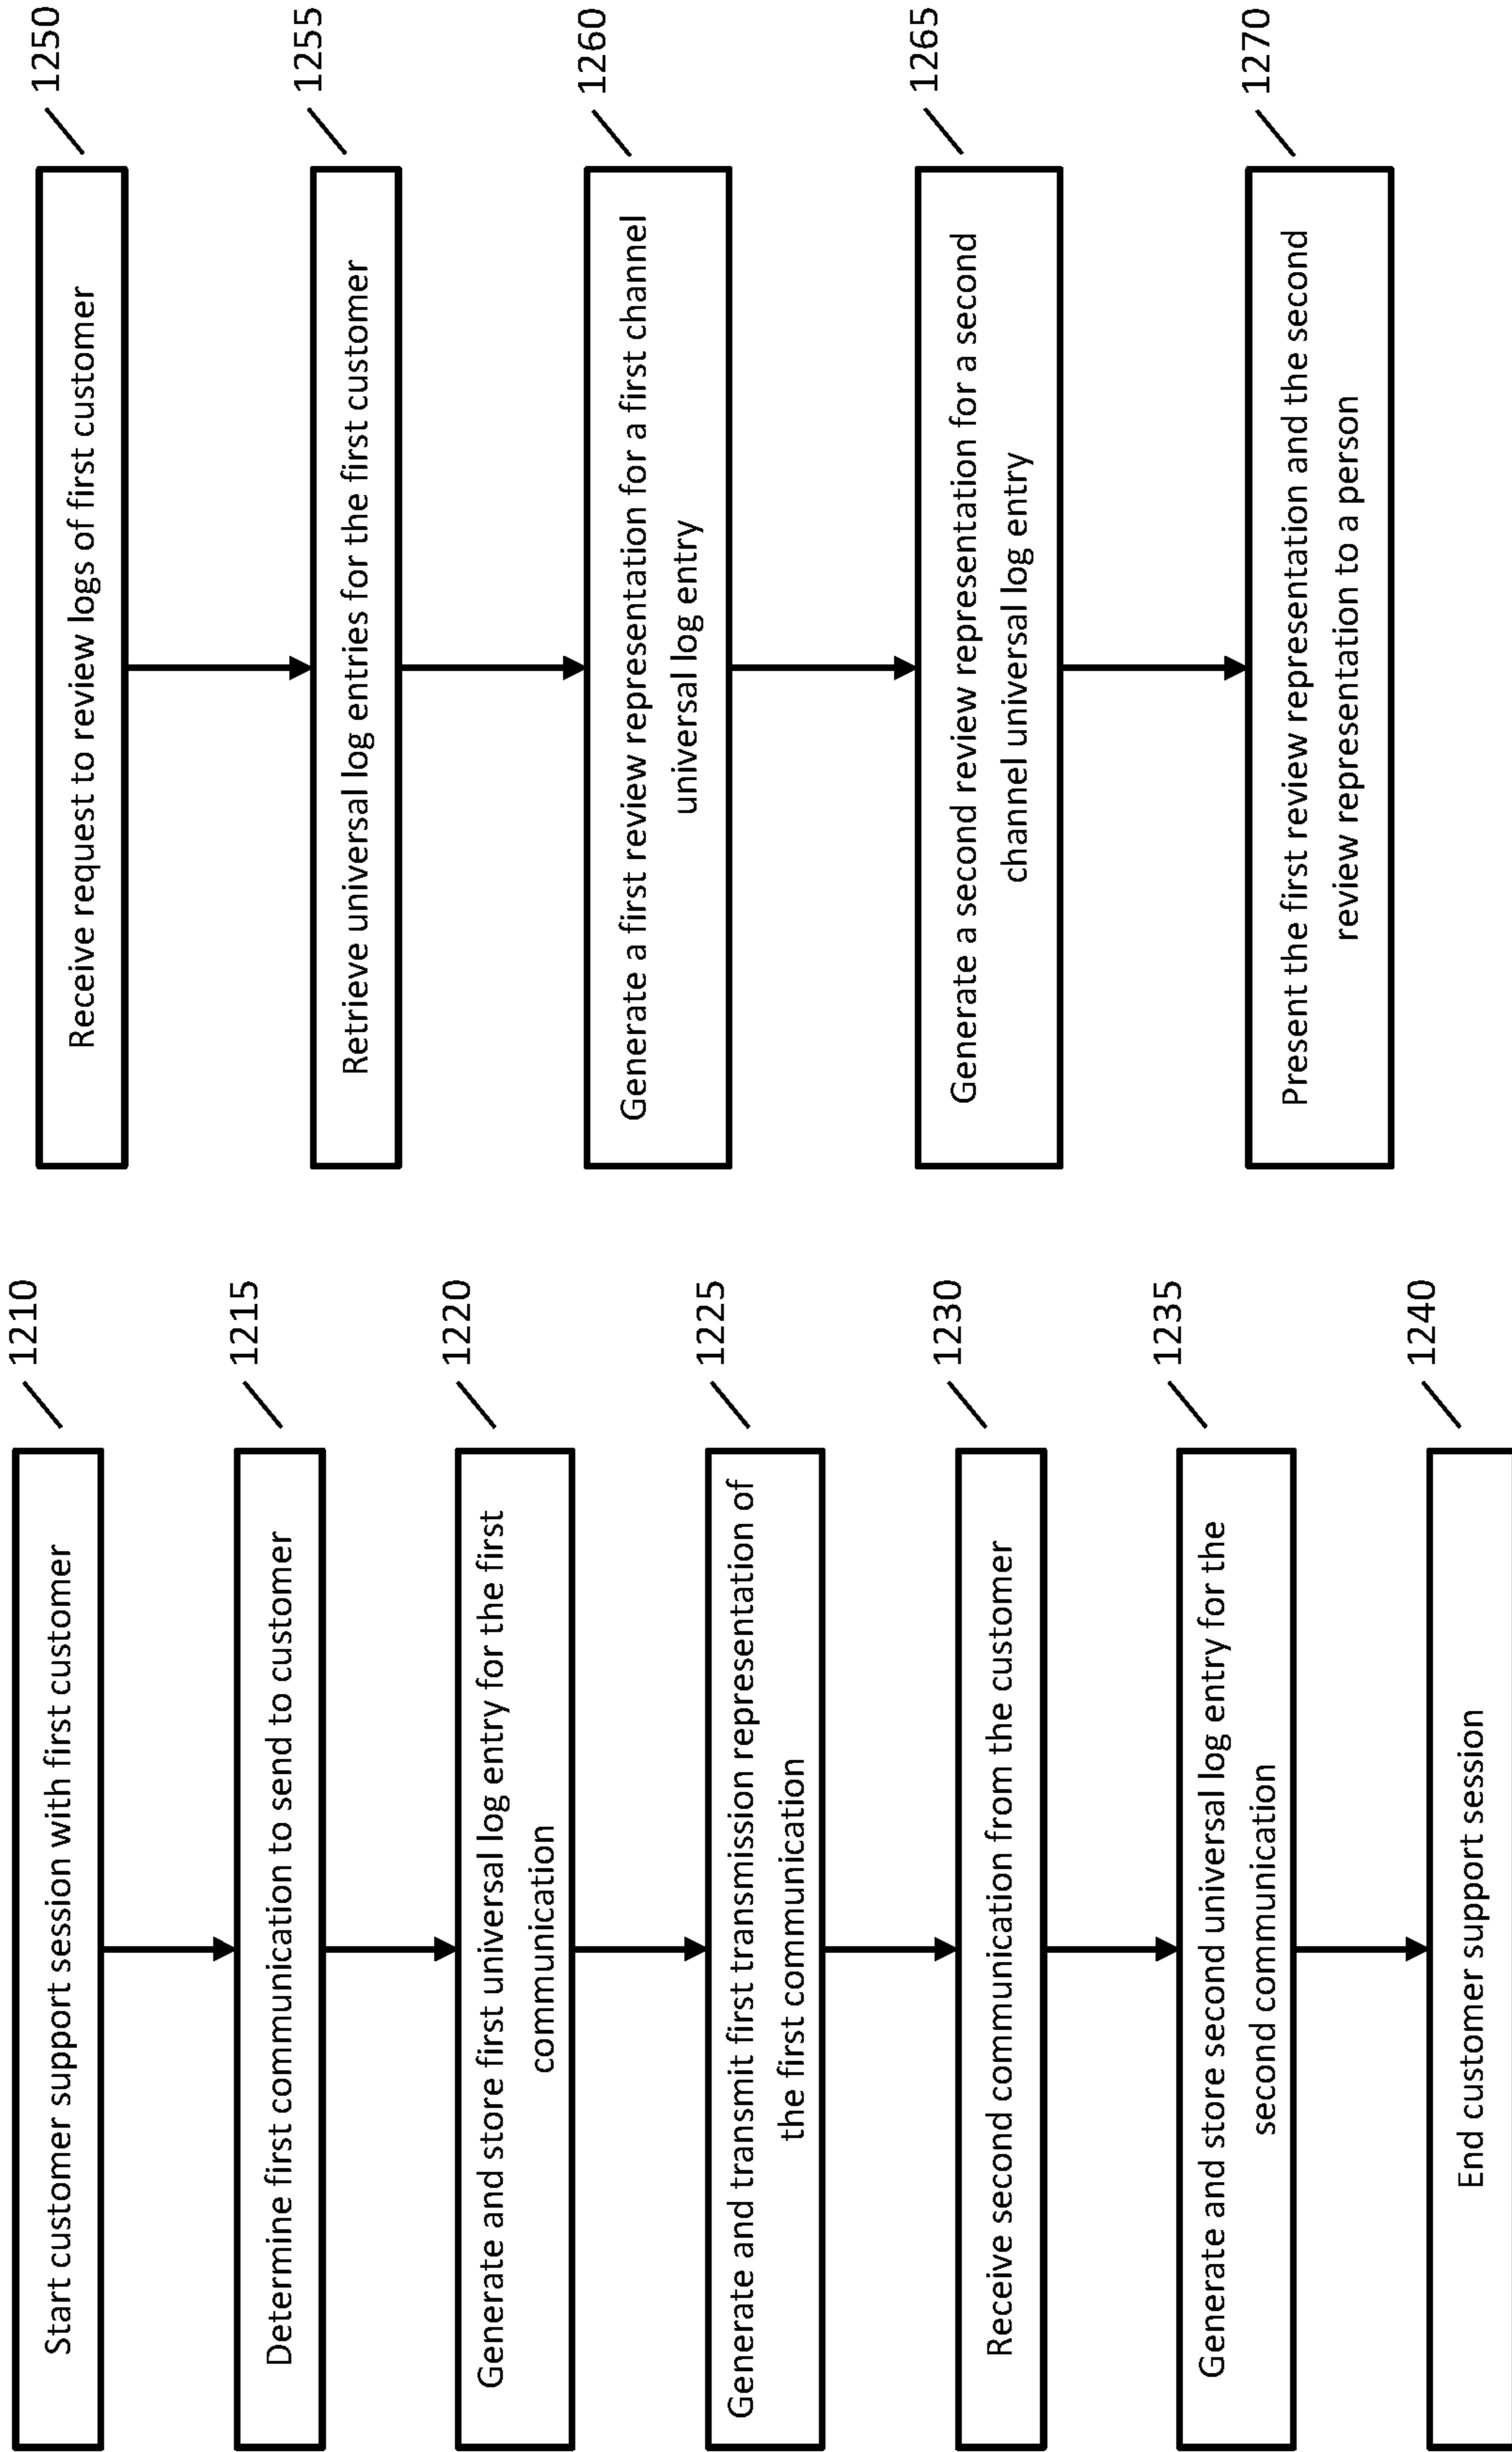 1210
Start customer support session with first customer
1215
Determine first communication to send to customer
1220
Generate and store first universal log entry for the first
communication
1225
Generate and transmit first transmission representation of
the first communication
1230
Receive second communication from the customer
1235
Generate and store second universal log entry for the
second communication
1240
End customer support session
1250
Receive request to review logs of first customer
1255
Retrieve universal log entries for the first customer
1260
Generate a first review representation for a first channel
universal log entry
1265
Generate a second review representation for a second
channel universal log entry
1270
Present the first review representation and the second
review representation to a person